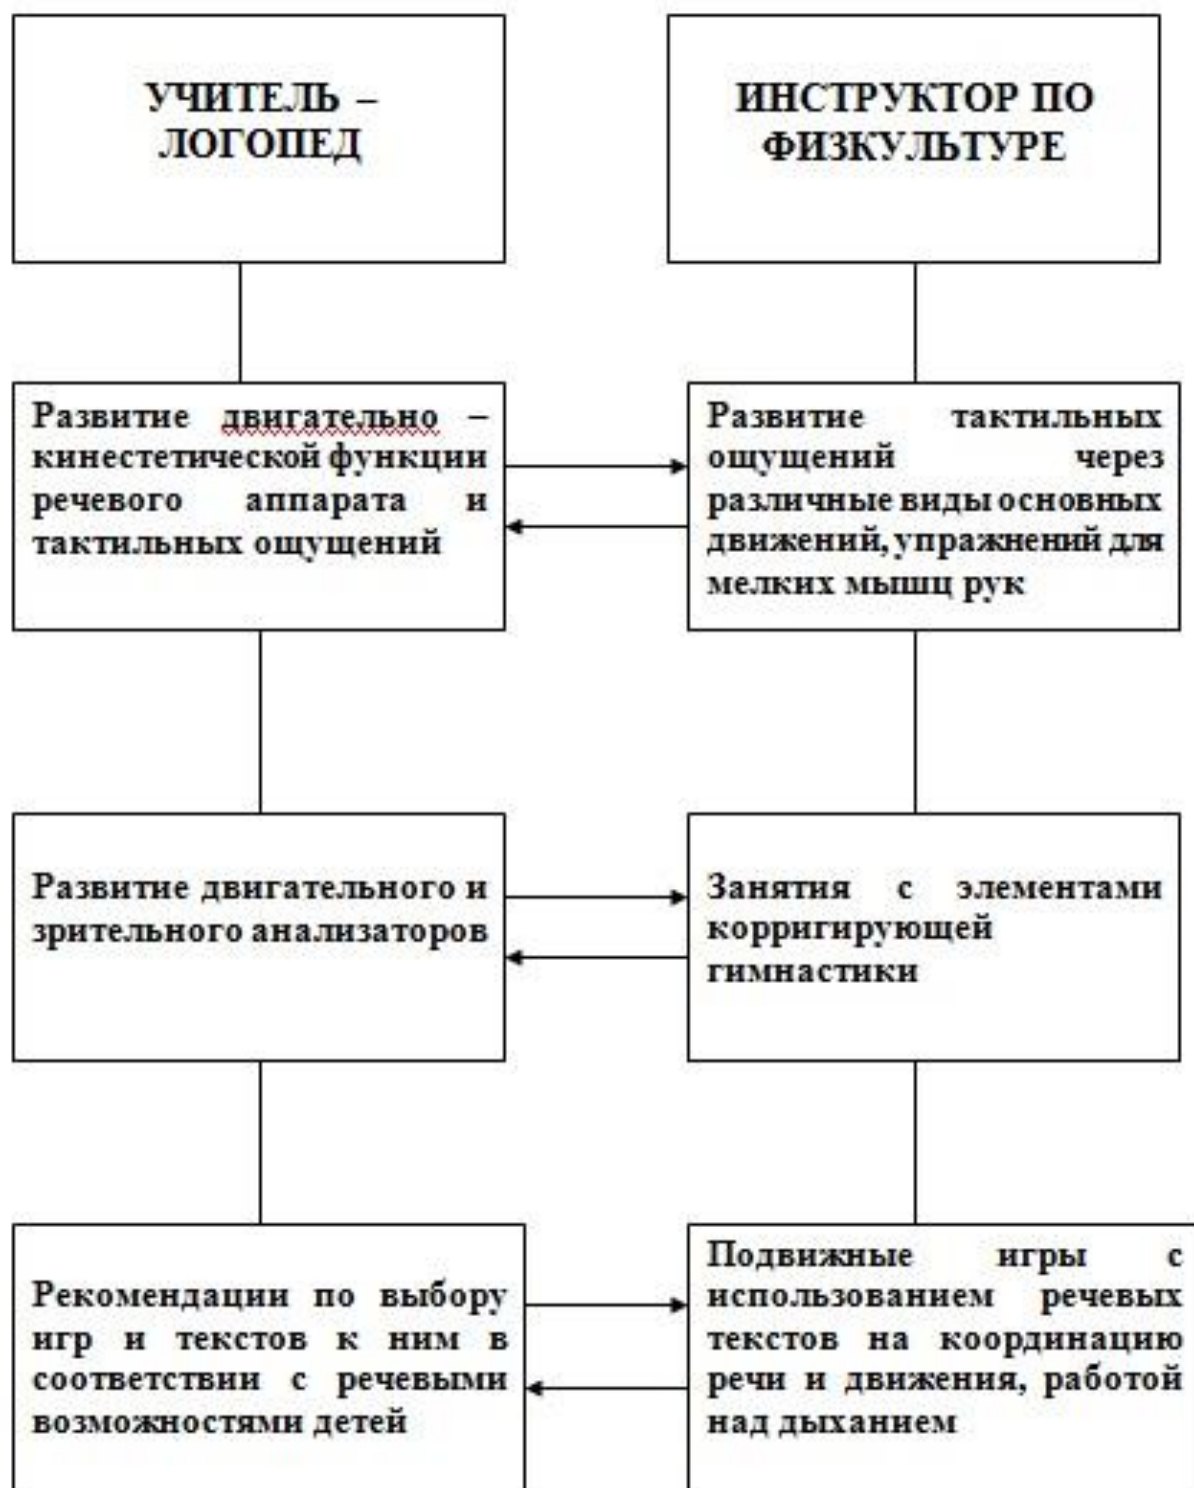 УЧИТЕЛЬ –
ЛОГОПЕД
ИНСТРУКТОР ПО
ФИЗКУЛЬТУРЕ
Развитие двигательно –
кинестетической функции
речевого аппарата и
тактильных ощущений
Развитие тактильных
ощущений через
различные виды основных
движений, упражнений для
мелких мышц рук
Развитие двигательного и
зрительного анализаторов
Занятия с элементами
корригирующей
гимнастики
Рекомендации по выбору
игр и текстов к ним в
соответствии с речевыми
возможностями детей
Подвижные игры с
использованием речевых
текстов на координацию
речи и движения, работой
над дыханием